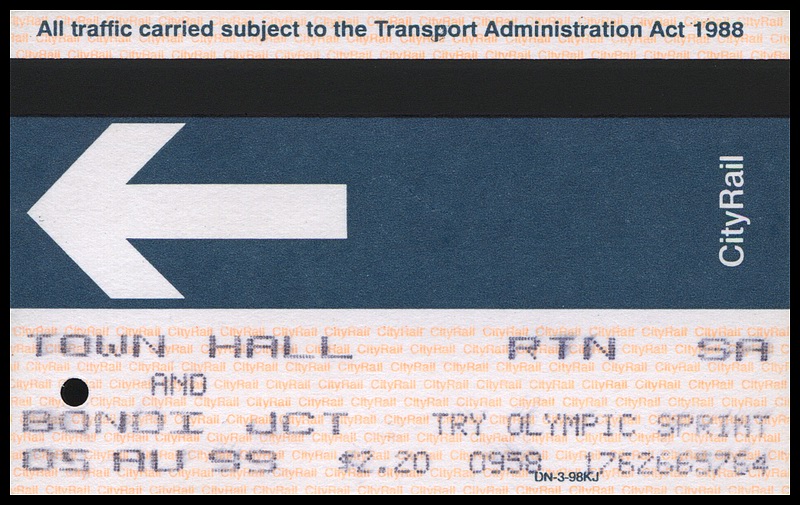 All traffic carried subject to the Transport Administration Act 1988
CityRail
TOWN HALL RTN SA
AND
BONDI JCT TRY OLYMPIC SPRINT
05 AU 99 $2.20 0958 1762665764
DN-3-98KJ